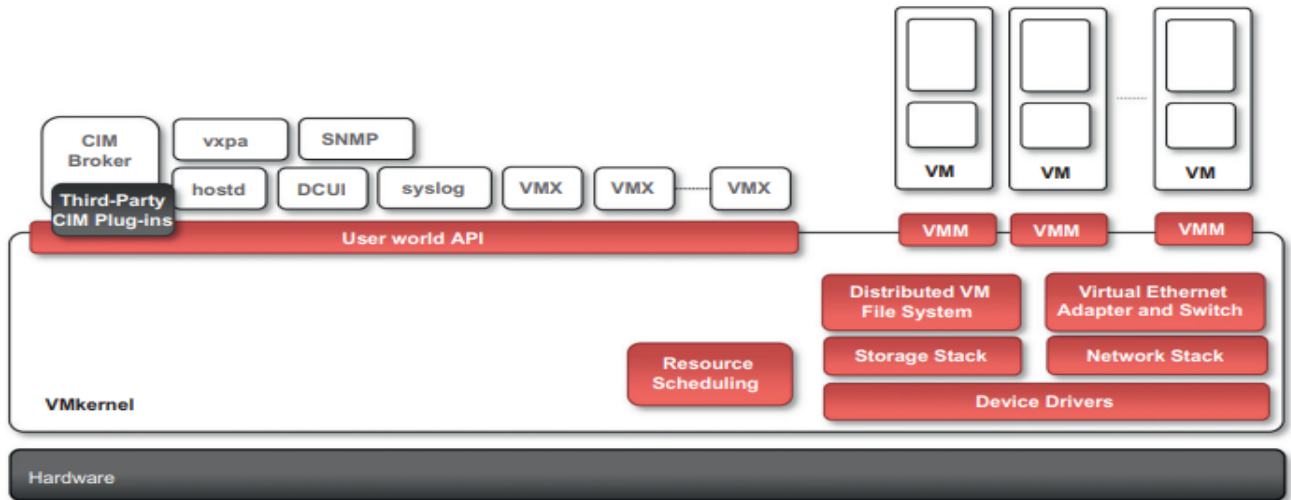 CIM
Broker
vxpa
SNMP
Third-Party
CIM Plug-ins
hostd
DCUI
syslog
VMX
VMX
VMX
VM
VM
VM
User world API
VMM
VMM
VMM
Distributed VM
File System
Virtual Ethernet
Adapter and Switch
Resource
Scheduling
Storage Stack
Network Stack
Device Drivers
VMkernel
Hardware